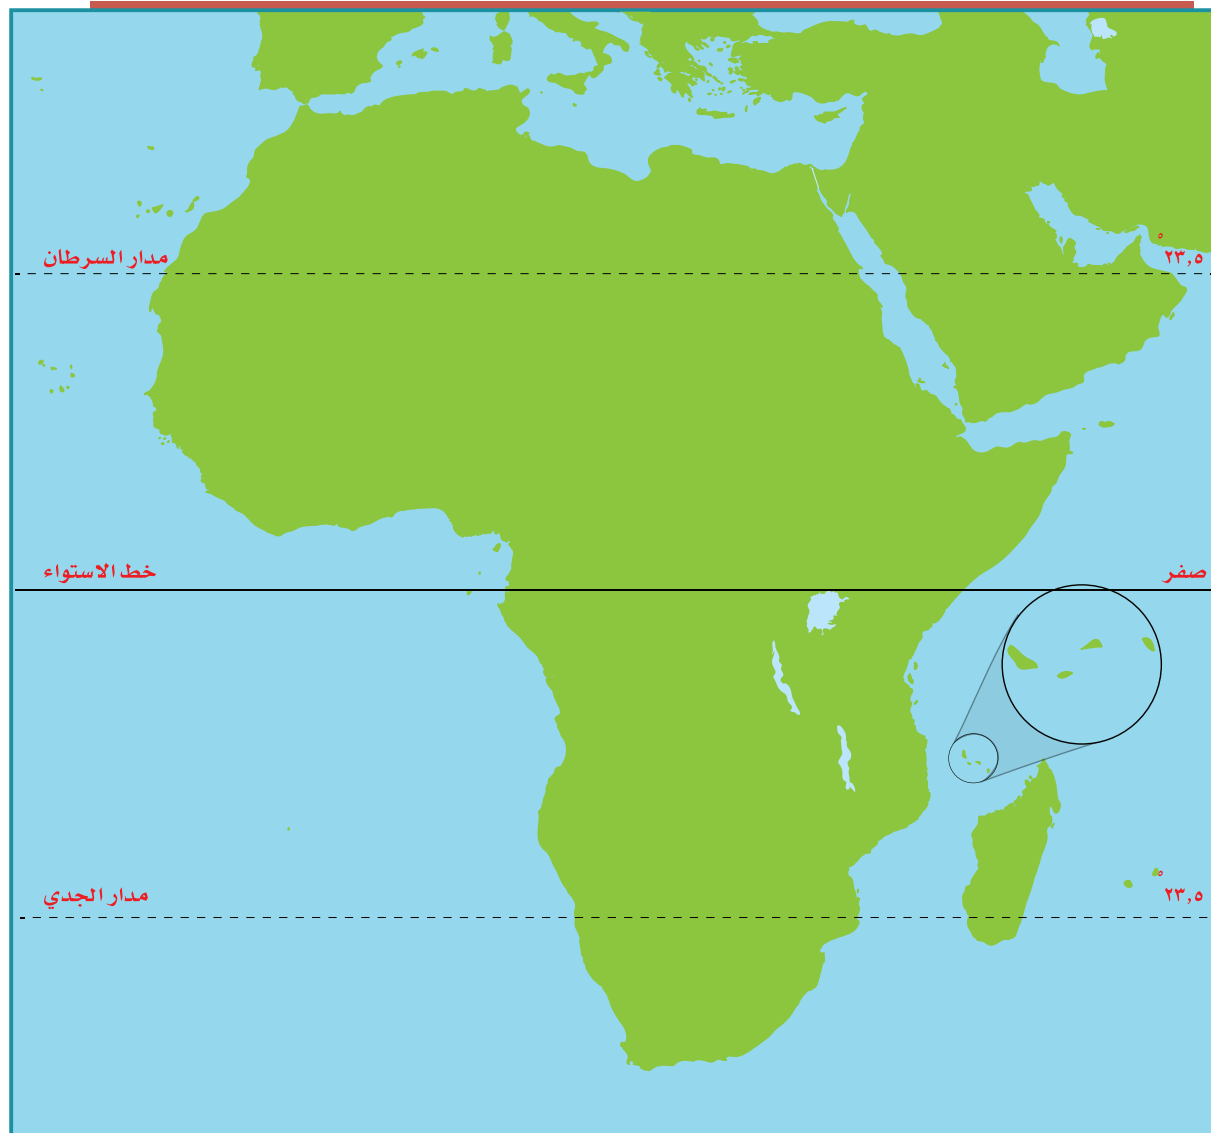 مدار السرطان
°٢٣,٥
خط الاستواء
صفر
مدار الجدي
°٢٣,٥